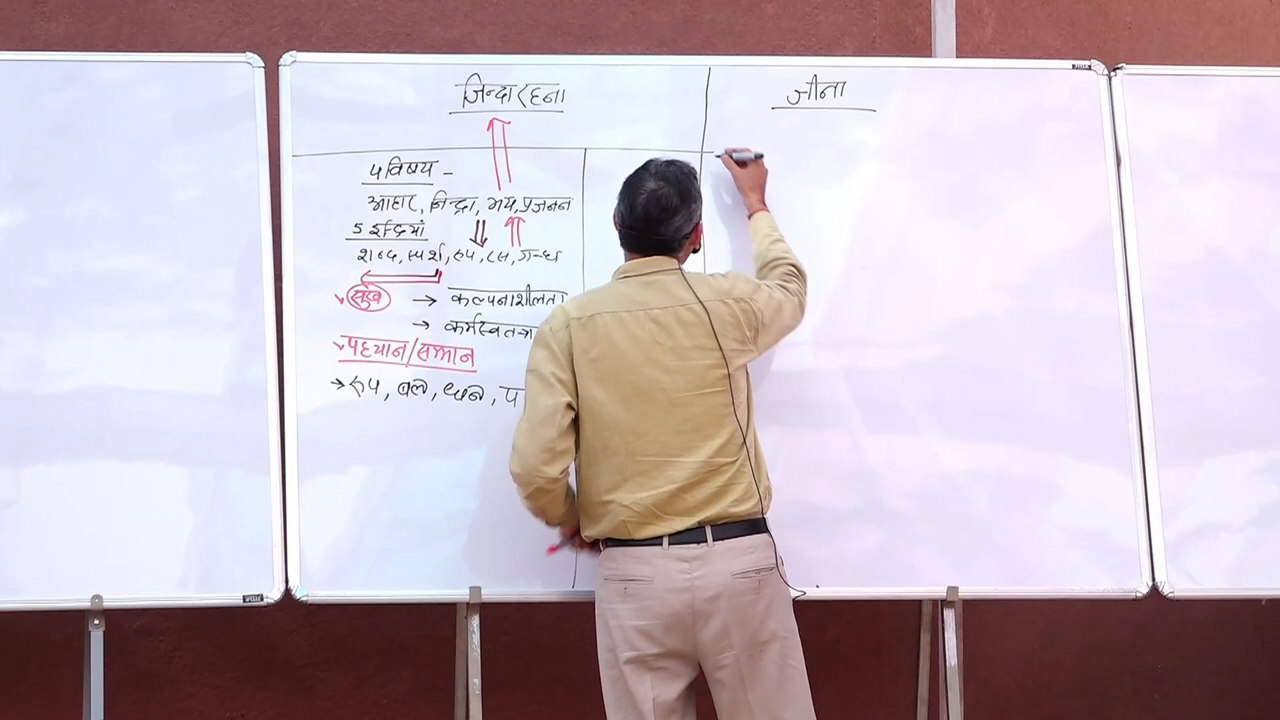 जिन्दा रहना
जीना
4 विषय -
आहार, निद्रा, भय, प्रजनन
5 इन्द्रियां
शब्द, स्पर्श, रुप, रस, गन्ध
सुख
→ कल्पनाशीलता
→ कर्मस्वतन्त्र
पहचान/सम्मान
→ रुप, बल, धन, प